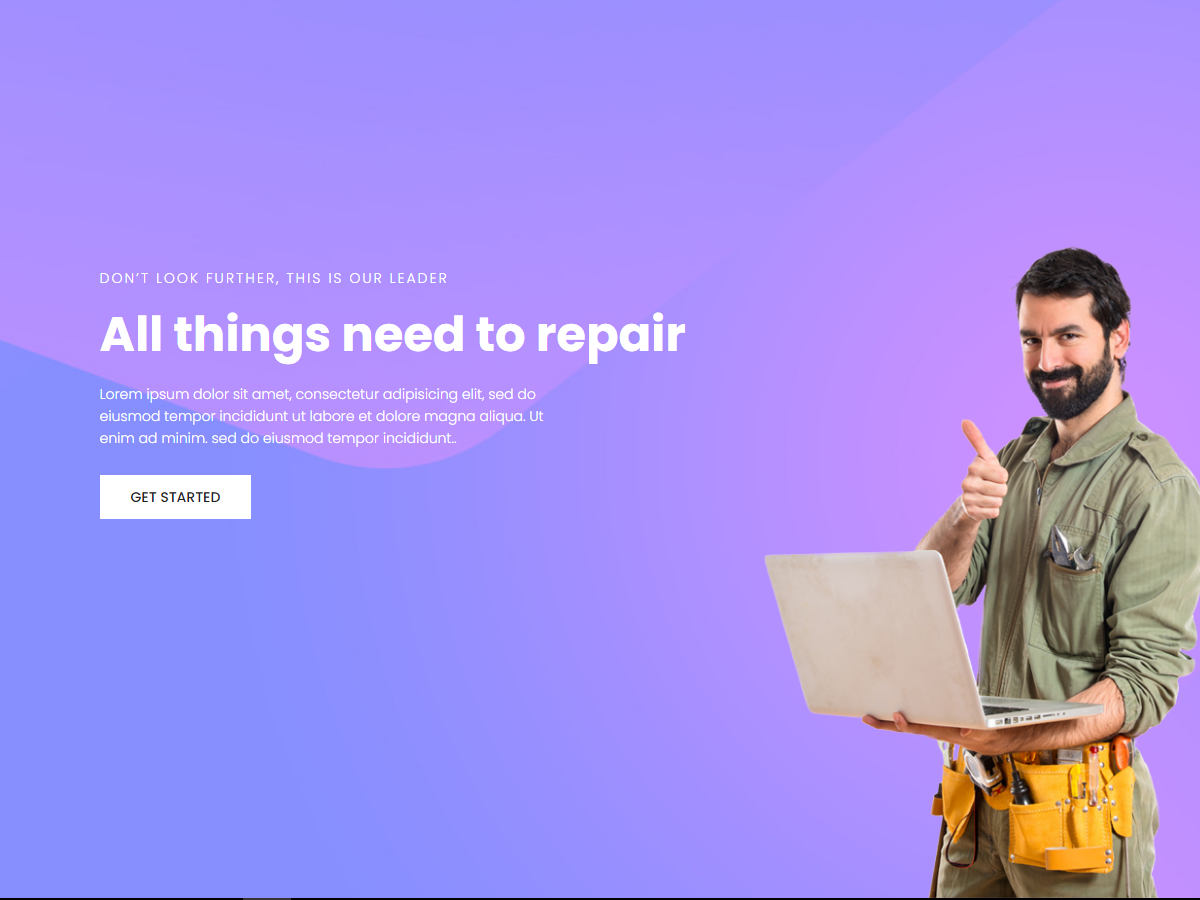 DON’T LOOK FURTHER, THIS IS OUR LEADER
All things need to repair
Lorem ipsum dolor sit amet, consectetur adipisicing elit, sed do
eiusmod tempor incididunt ut labore et dolore magna aliqua. Ut
enim ad minim. sed do eiusmod tempor incididunt..
GET STARTED